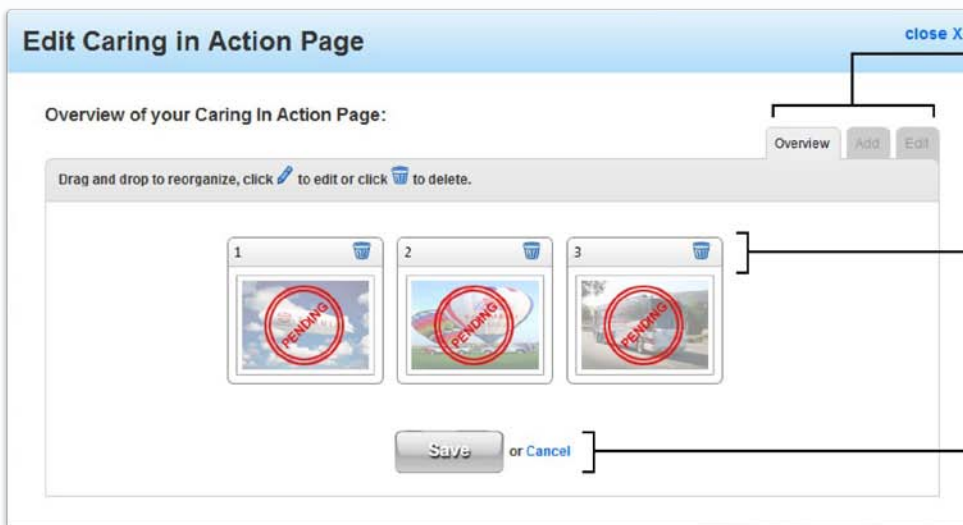 Edit Caring in Action Page
close X
Overview of your Caring In Action Page:
Overview Add Edit
Drag and drop to reorganize, click to edit or click to delete.
1 2 3
PENDING PENDING PENDING
Save or Cancel